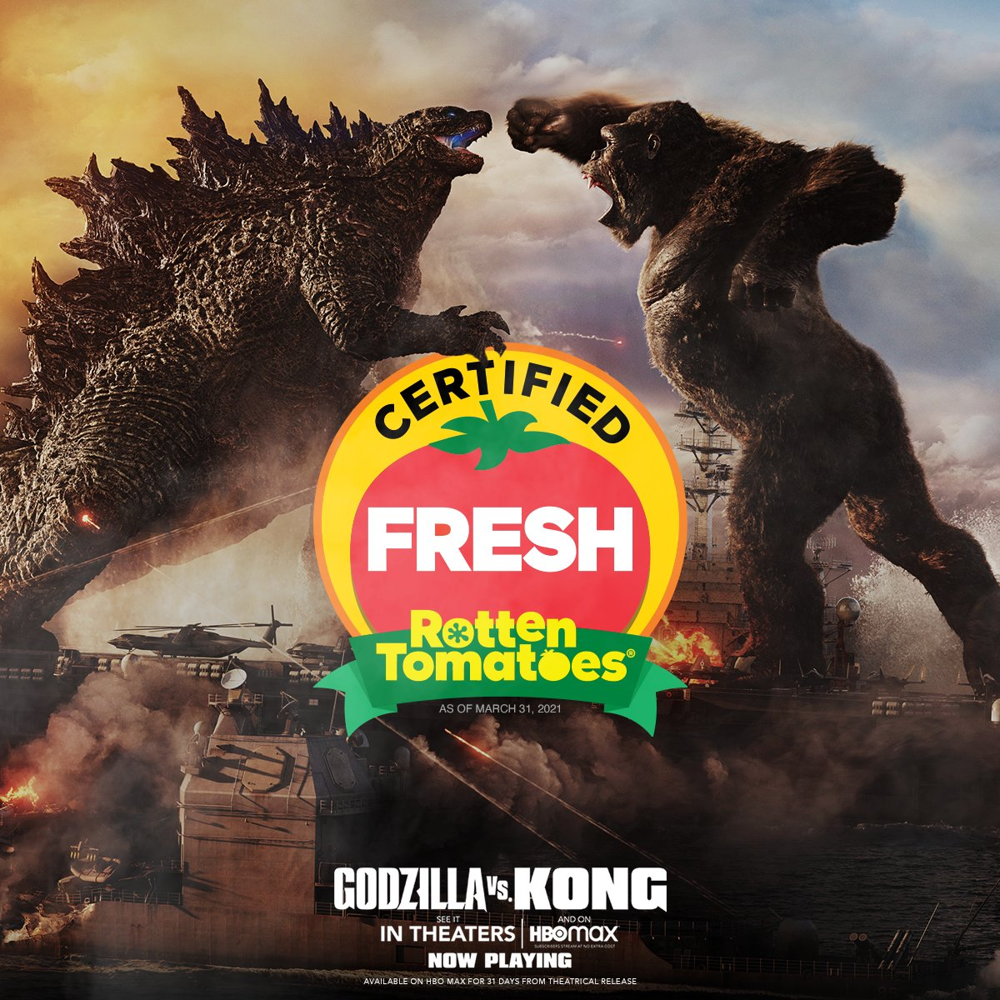 CERTIFIED
FRESH
Rotten
Tomatoes®
AS OF MARCH 31, 2021
GODZILLA VS. KONG
SEE IT
IN THEATERS
AND ON
HBOMAX
SUBSCRIBERS STREAM AT NO EXTRA COST
NOW PLAYING
AVAILABLE ON HBO MAX FOR 31 DAYS FROM THEATRICAL RELEASE